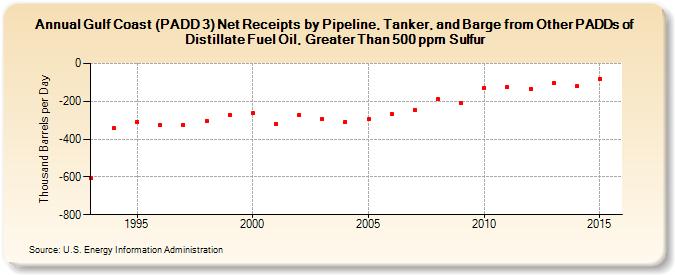 Annual Gulf Coast (PADD 3) Net Receipts by Pipeline, Tanker, and Barge from Other PADDs of
Distillate Fuel Oil, Greater Than 500 ppm Sulfur
Thousand Barrels per Day
0
-200
-400
-600
-800
1995
2000
2005
2010
2015
Source: U.S. Energy Information Administration